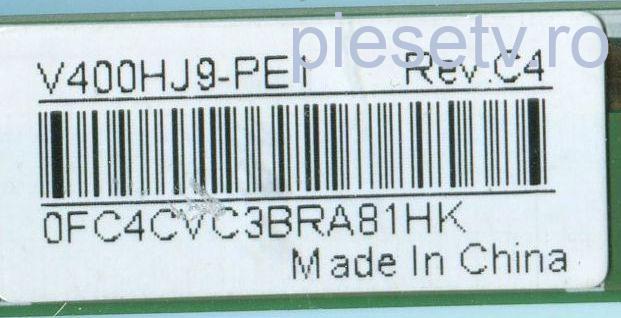 piesetv.ro
V400HJ9-PE1 Rev.C4
0FC4CVC3BRA81HK
Made In China